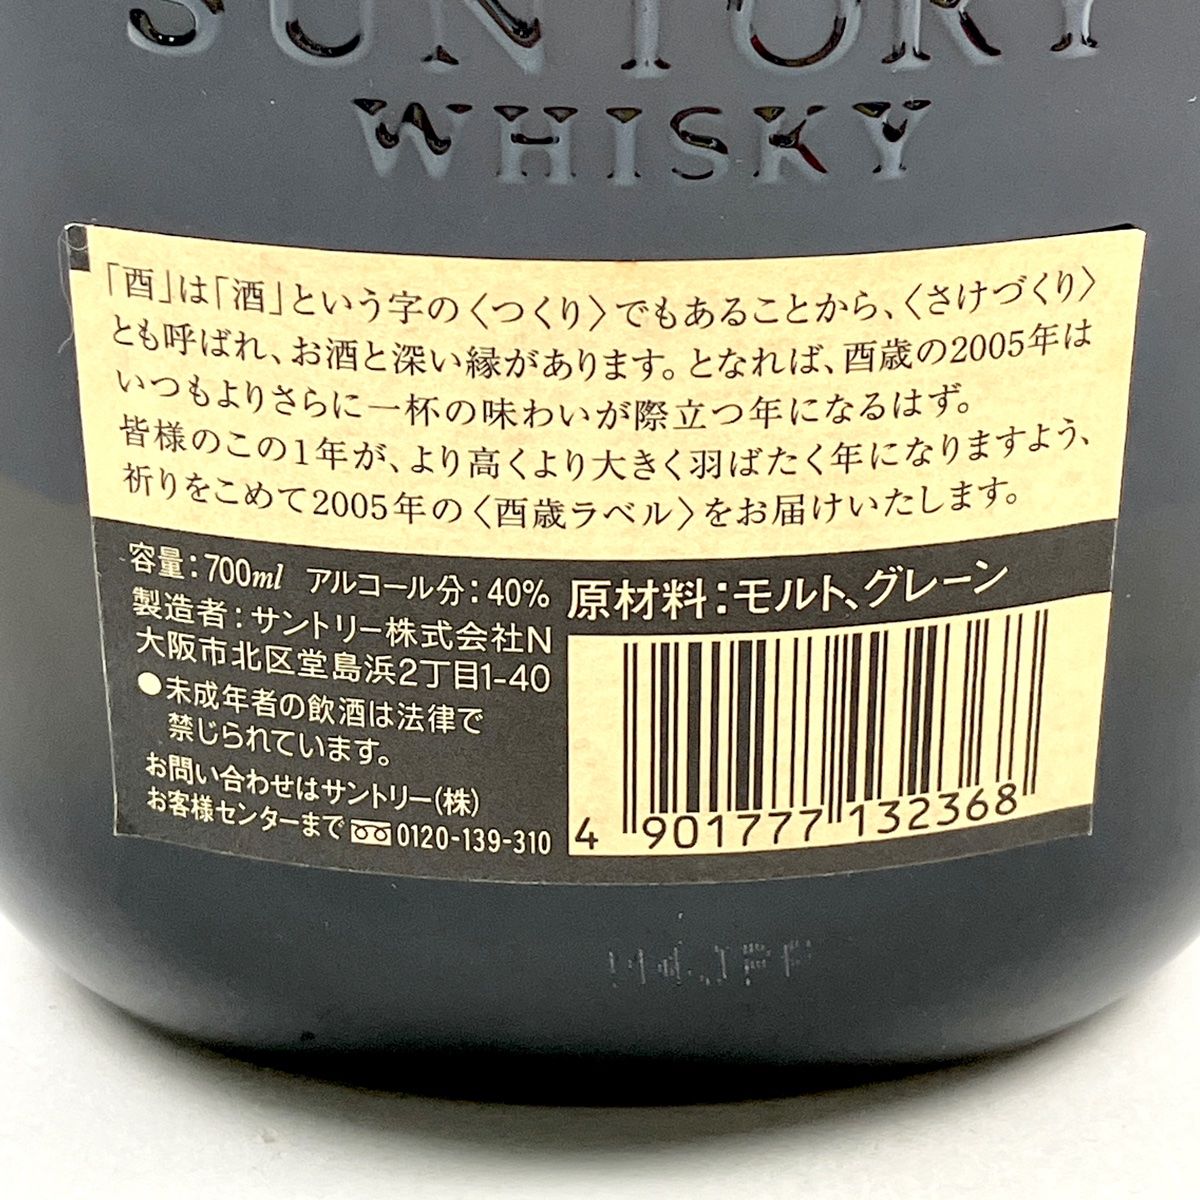 SUNTORY
WHISKY
「酉」は「酒」という字の〈つくり〉でもあることから、〈さけづくり〉
とも呼ばれ、お酒と深い縁があります。となれば、酉歳の2005年は
いつもよりさらに一杯の味わいが際立つ年になるはず。
皆様のこの1年が、より高くより大きく羽ばたく年になりますよう、
祈りをこめて2005年の〈酉歳ラベル〉をお届けいたします。
容量:700ml アルコール分:40%
製造者:サントリー株式会社N
大阪市北区堂島浜2丁目1-40
●未成年者の飲酒は法律で
禁じられています。
お問い合わせはサントリー(株)
お客様センターまで 0120-139-310
原材料:モルト、グレーン
4 901777 132368